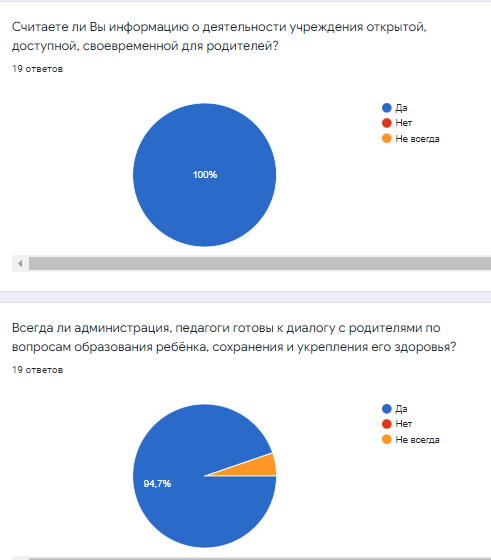 Считаете ли Вы информацию о деятельности учреждения открытой,
доступной, своевременной для родителей?
19 ответов
Да
Нет
Не всегда
100%
Всегда ли администрация, педагоги готовы к диалогу с родителями по
вопросам образования ребёнка, сохранения и укрепления его здоровья?
19 ответов
Да
Нет
Не всегда
94,7%